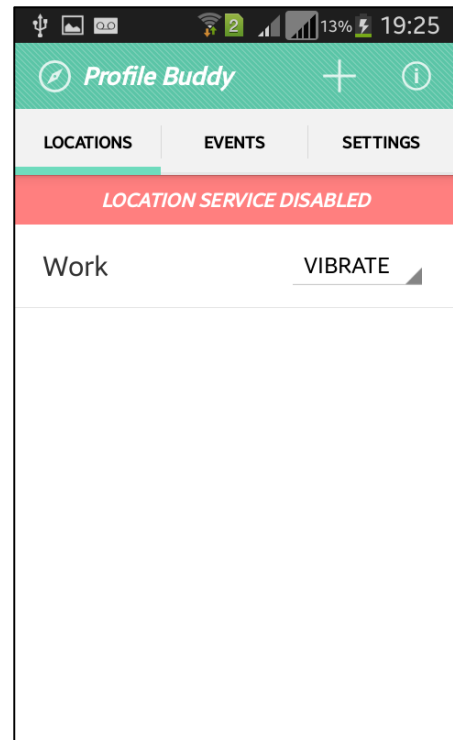 2 13% 19:25
Profile Buddy
LOCATIONS EVENTS SETTINGS
LOCATION SERVICE DISABLED
Work VIBRATE